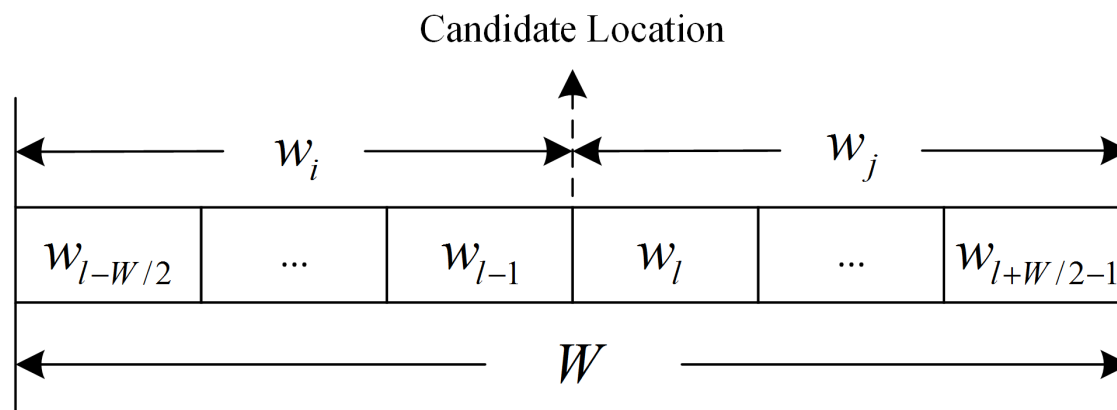 Candidate Location
w_i w_j
w_{l-W/2} ... w_{l-1} w_l ... w_{l+W/2-1}
W